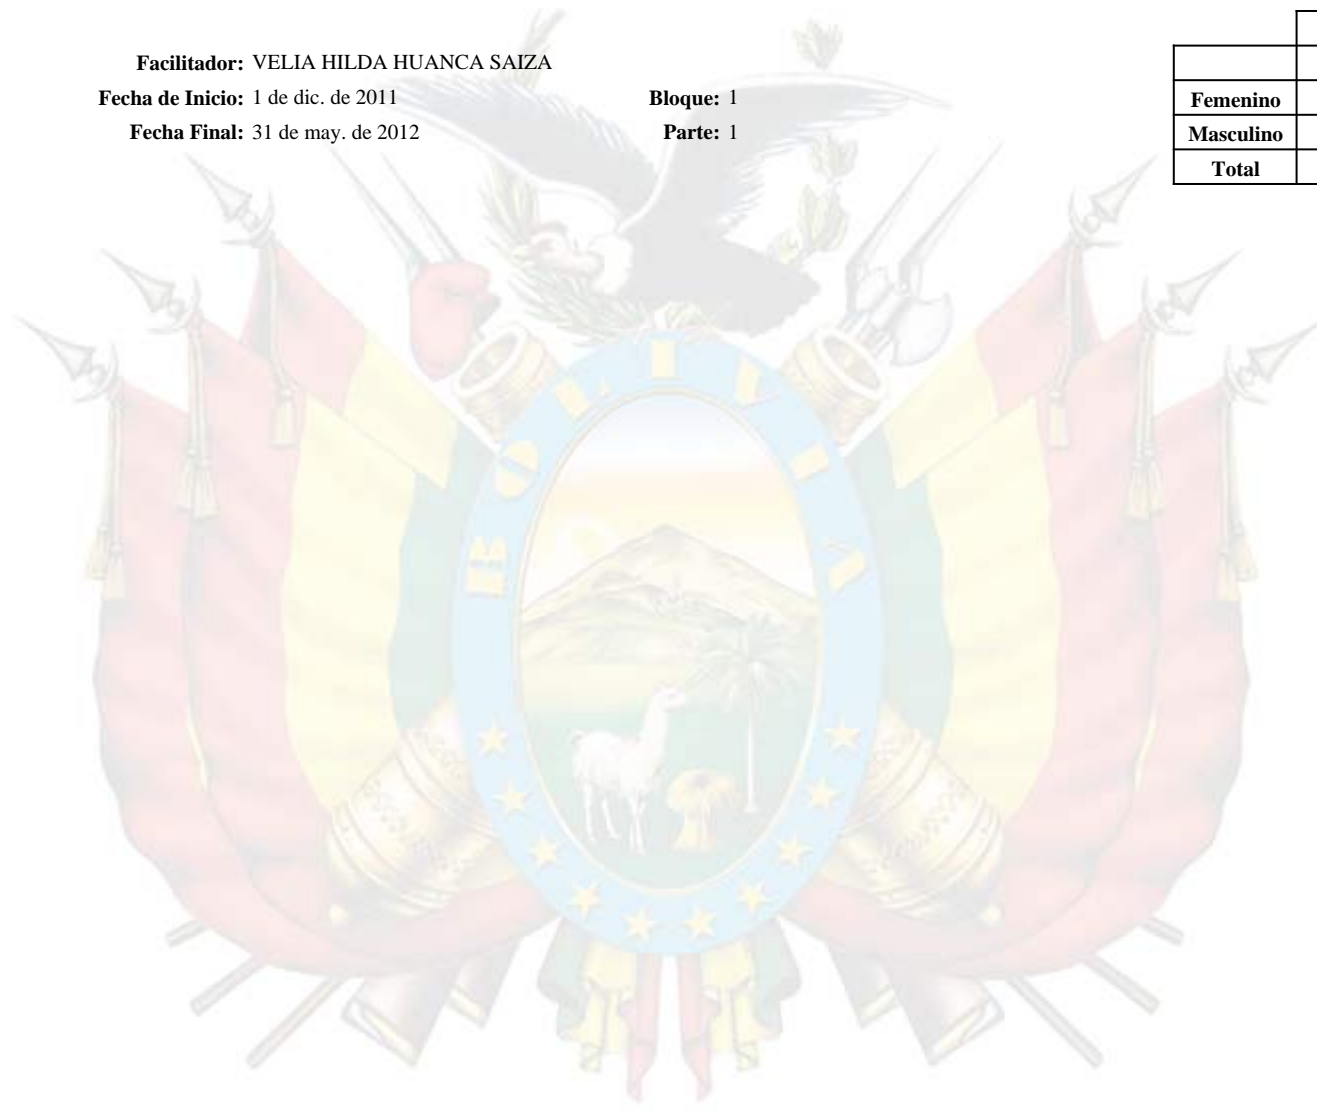 Facilitador: VELIA HILDA HUANCA SAIZA
Fecha de Inicio: 1 de dic. de 2011 Bloque: 1
Fecha Final: 31 de may. de 2012 Parte: 1
Femenino
Masculino
Total
BOLIVIA